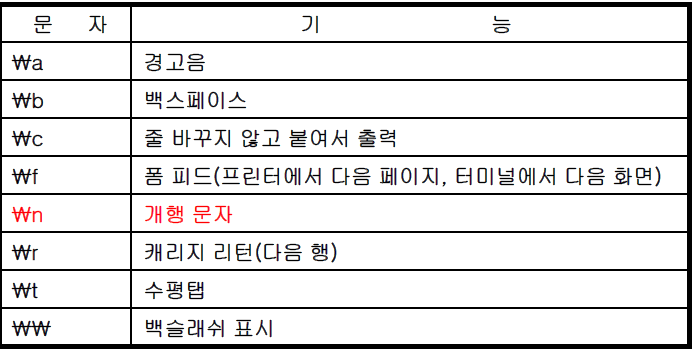 문 자 기 능
₩a 경고음
₩b 백스페이스
₩c 줄 바꾸지 않고 붙여서 출력
₩f 폼 피드(프린터에서 다음 페이지, 터미널에서 다음 화면)
₩n 개행 문자
₩r 캐리지 리턴(다음 행)
₩t 수평탭
₩₩ 백슬래쉬 표시